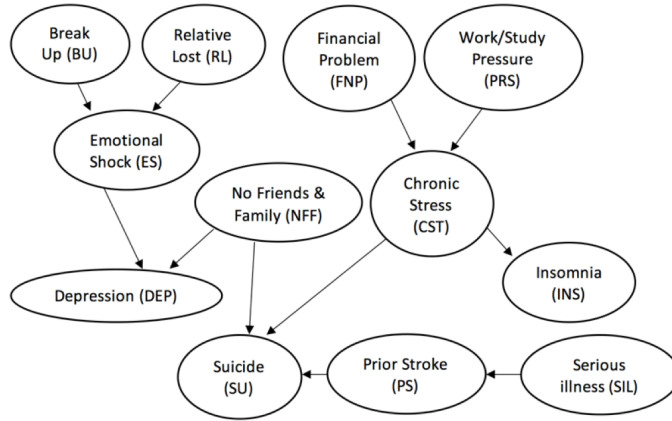 Break
Up (BU)
Relative
Lost (RL)
Financial
Problem
(FNP)
Work/Study
Pressure
(PRS)
Emotional
Shock (ES)
No Friends &
Family (NFF)
Chronic
Stress
(CST)
Depression (DEP)
Insomnia
(INS)
Suicide
(SU)
Prior Stroke
(PS)
Serious
illness (SIL)